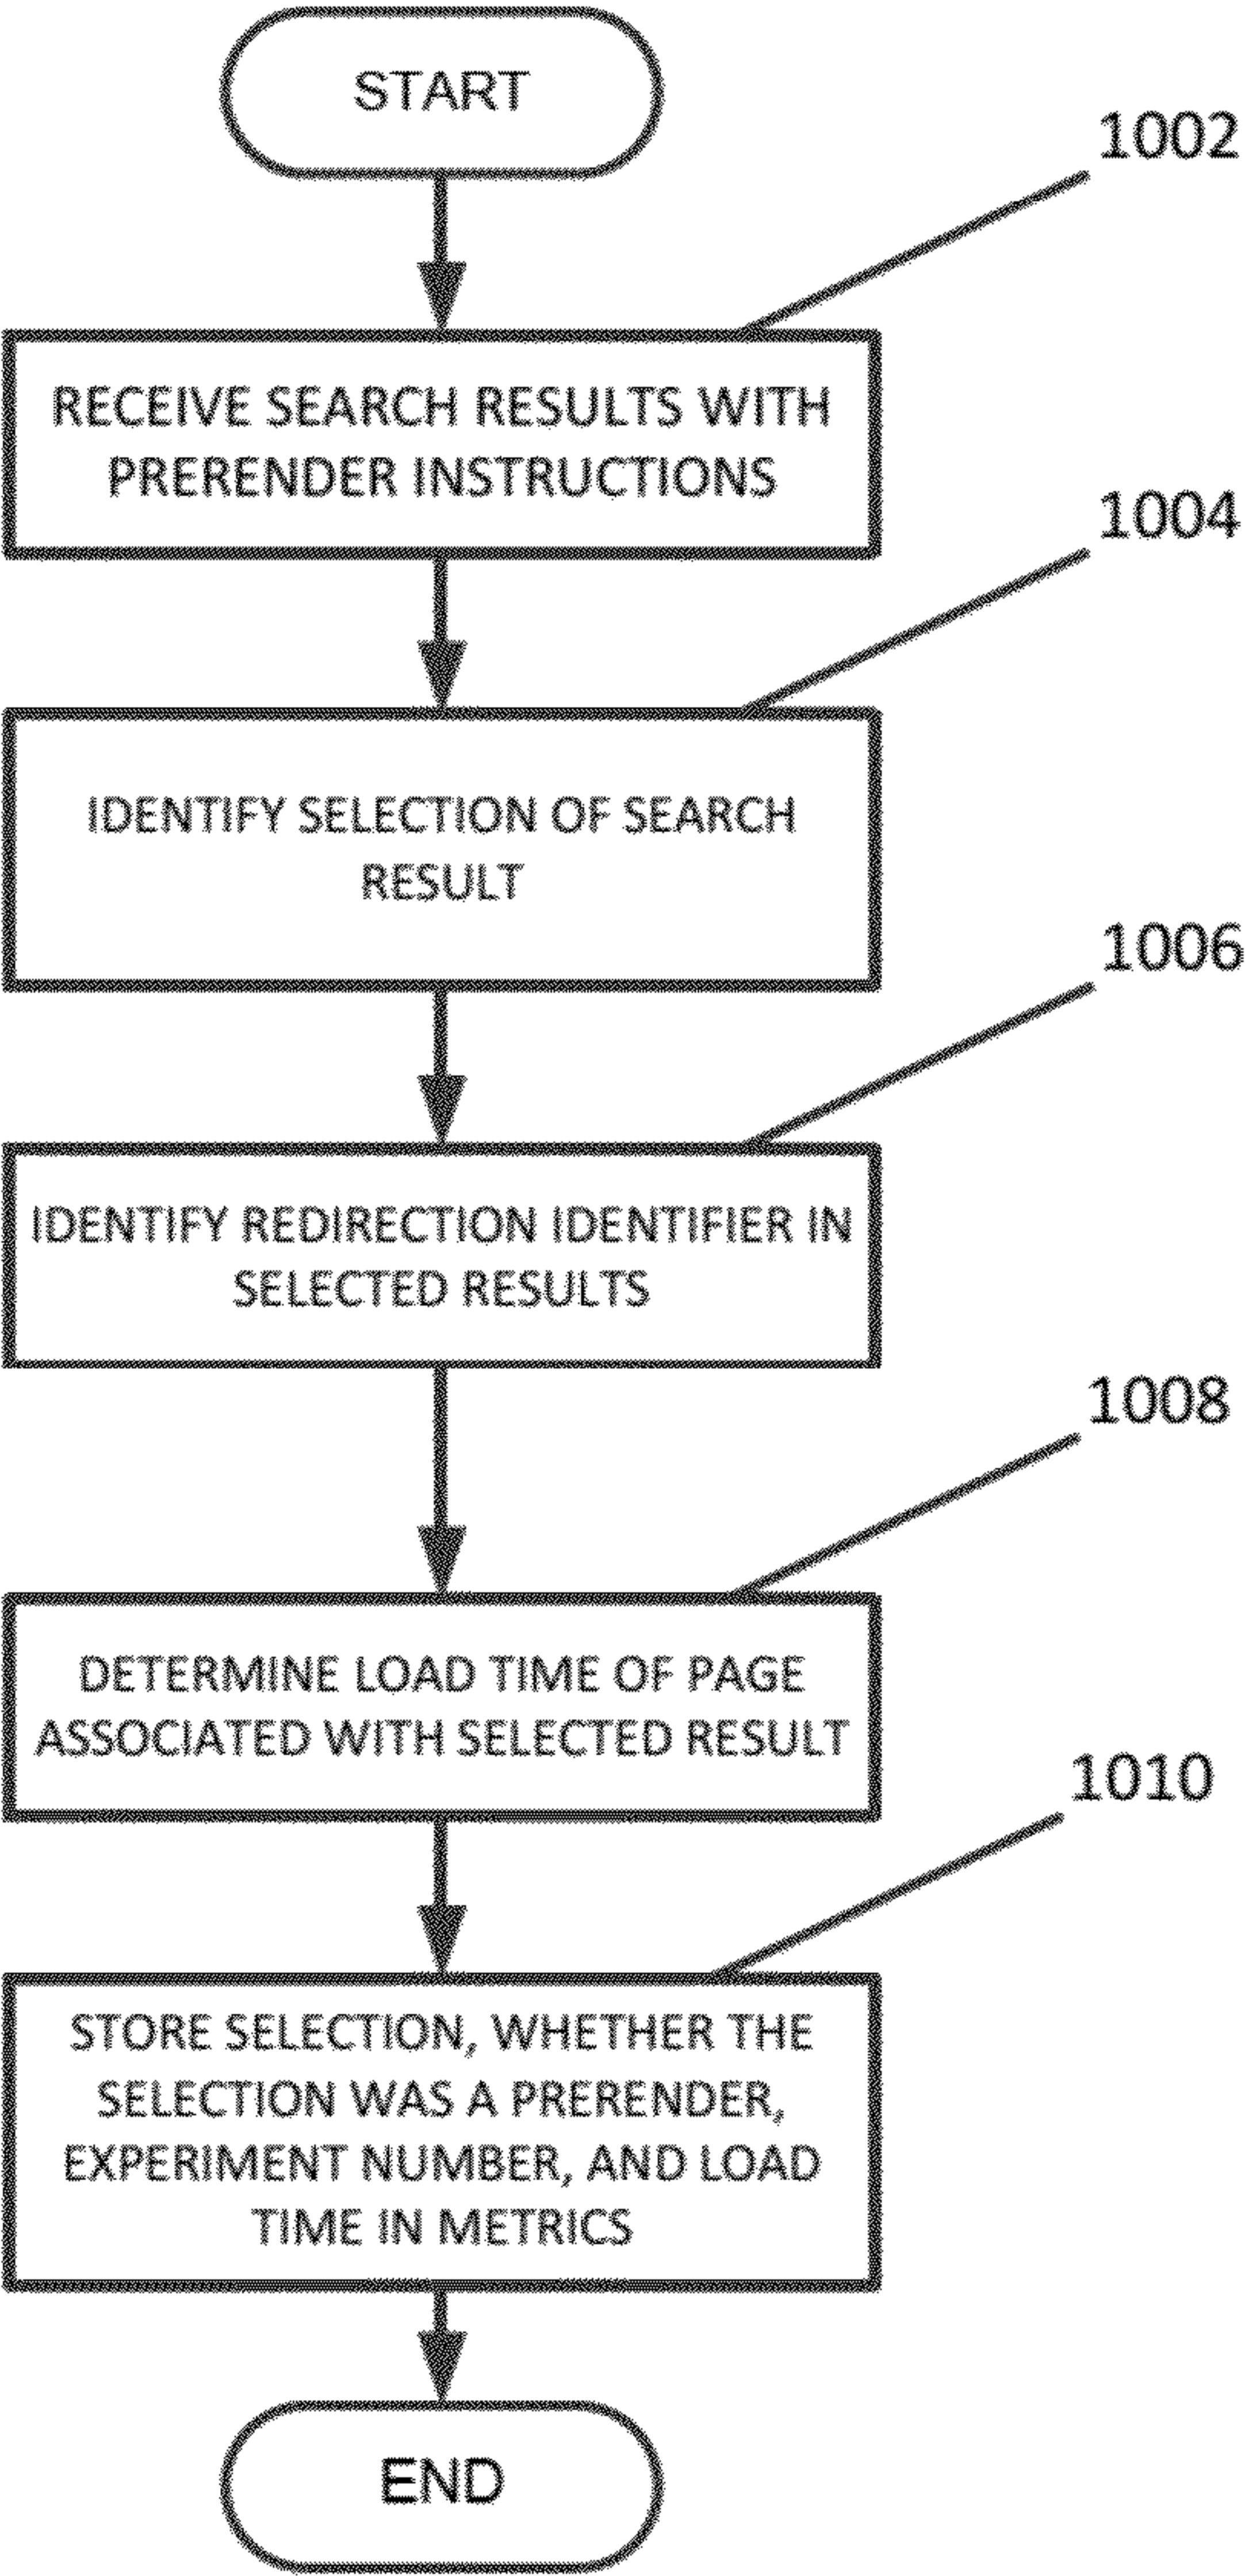 START
1002
RECEIVE SEARCH RESULTS WITH
PRERENDER INSTRUCTIONS
1004
IDENTIFY SELECTION OF SEARCH
RESULT
1006
IDENTIFY REDIRECTION IDENTIFIER IN
SELECTED RESULTS
1008
DETERMINE LOAD TIME OF PAGE
ASSOCIATED WITH SELECTED RESULT
1010
STORE SELECTION, WHETHER THE
SELECTION WAS A PRERENDER,
EXPERIMENT NUMBER, AND LOAD
TIME IN METRICS
END